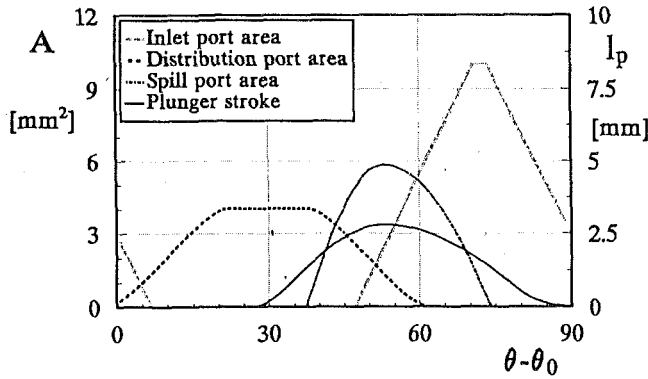 A
[mm²]
12
9
6
3
0
Inlet port area
Distribution port area
Spill port area
Plunger stroke
10
lp
7.5
[mm]
5
2.5
0
0 30 60 90
θ-θ0